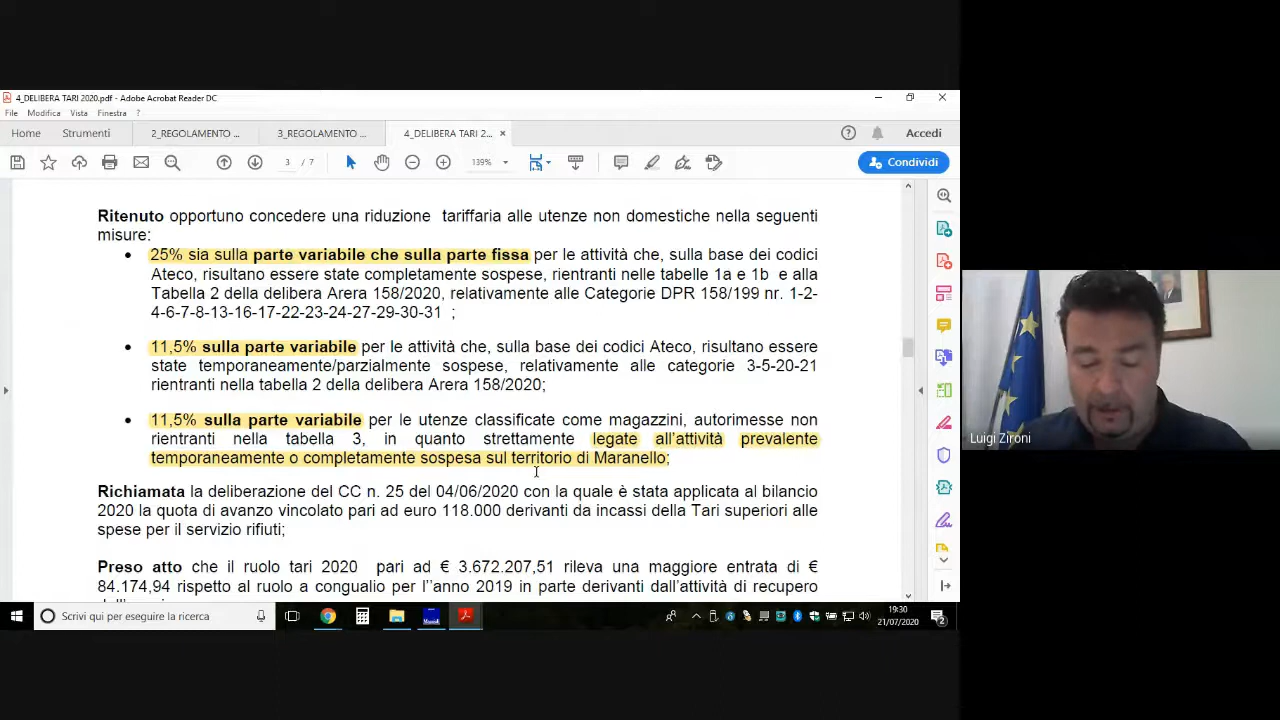 4_DELIBERA TARI 2020.pdf - Adobe Acrobat Reader DC
File Modifica Vista Finestra ?
Home Strumenti 2_REGOLAMENTO ... 3_REGOLAMENTO ... 4_DELIBERA TARI 2... × Accedi
3 / 7 139% Condividi
Ritenuto opportuno concedere una riduzione tariffaria alle utenze non domestiche nella seguenti
misure:
• 25% sia sulla parte variabile che sulla parte fissa per le attività che, sulla base dei codici
Ateco, risultano essere state completamente sospese, rientranti nelle tabelle 1a e 1b e alla
Tabella 2 della delibera Arera 158/2020, relativamente alle Categorie DPR 158/199 nr. 1-2-
4-6-7-8-13-16-17-22-23-24-27-29-30-31 ;
• 11,5% sulla parte variabile per le attività che, sulla base dei codici Ateco, risultano essere
state temporaneamente/parzialmente sospese, relativamente alle categorie 3-5-20-21
rientranti nella tabella 2 della delibera Arera 158/2020;
• 11,5% sulla parte variabile per le utenze classificate come magazzini, autorimesse non
rientranti nella tabella 3, in quanto strettamente legate all'attività prevalente
temporaneamente o completamente sospesa sul territorio di Maranello;
Richiamata la deliberazione del CC n. 25 del 04/06/2020 con la quale è stata applicata al bilancio
2020 la quota di avanzo vincolato pari ad euro 118.000 derivanti da incassi della Tari superiori alle
spese per il servizio rifiuti;
Preso atto che il ruolo tari 2020 pari ad € 3.672.207,51 rileva una maggiore entrata di €
84.174,94 rispetto al ruolo a congualio per l''anno 2019 in parte derivanti dall'attività di recupero
Luigi Zironi
Scrivi qui per eseguire la ricerca
19:30
21/07/2020
2